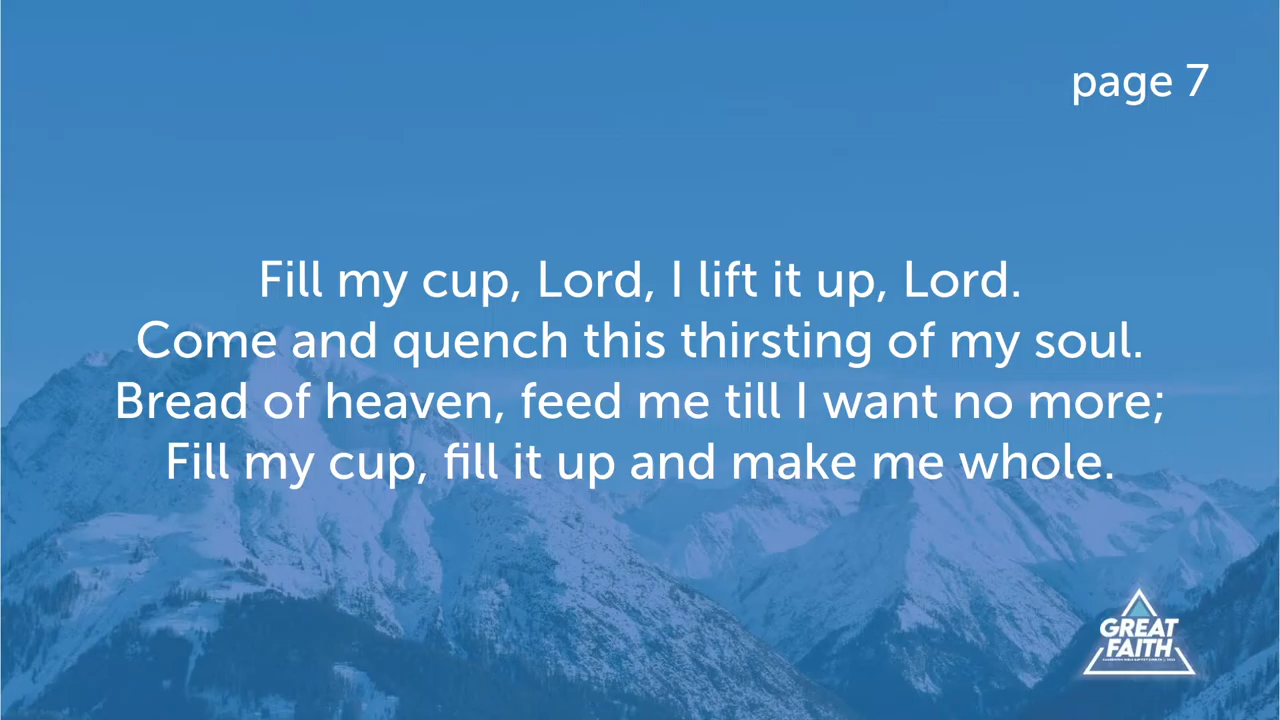 page 7
Fill my cup, Lord, I lift it up, Lord.
Come and quench this thirsting of my soul.
Bread of heaven, feed me till I want no more;
Fill my cup, fill it up and make me whole.
GREAT
FAITH